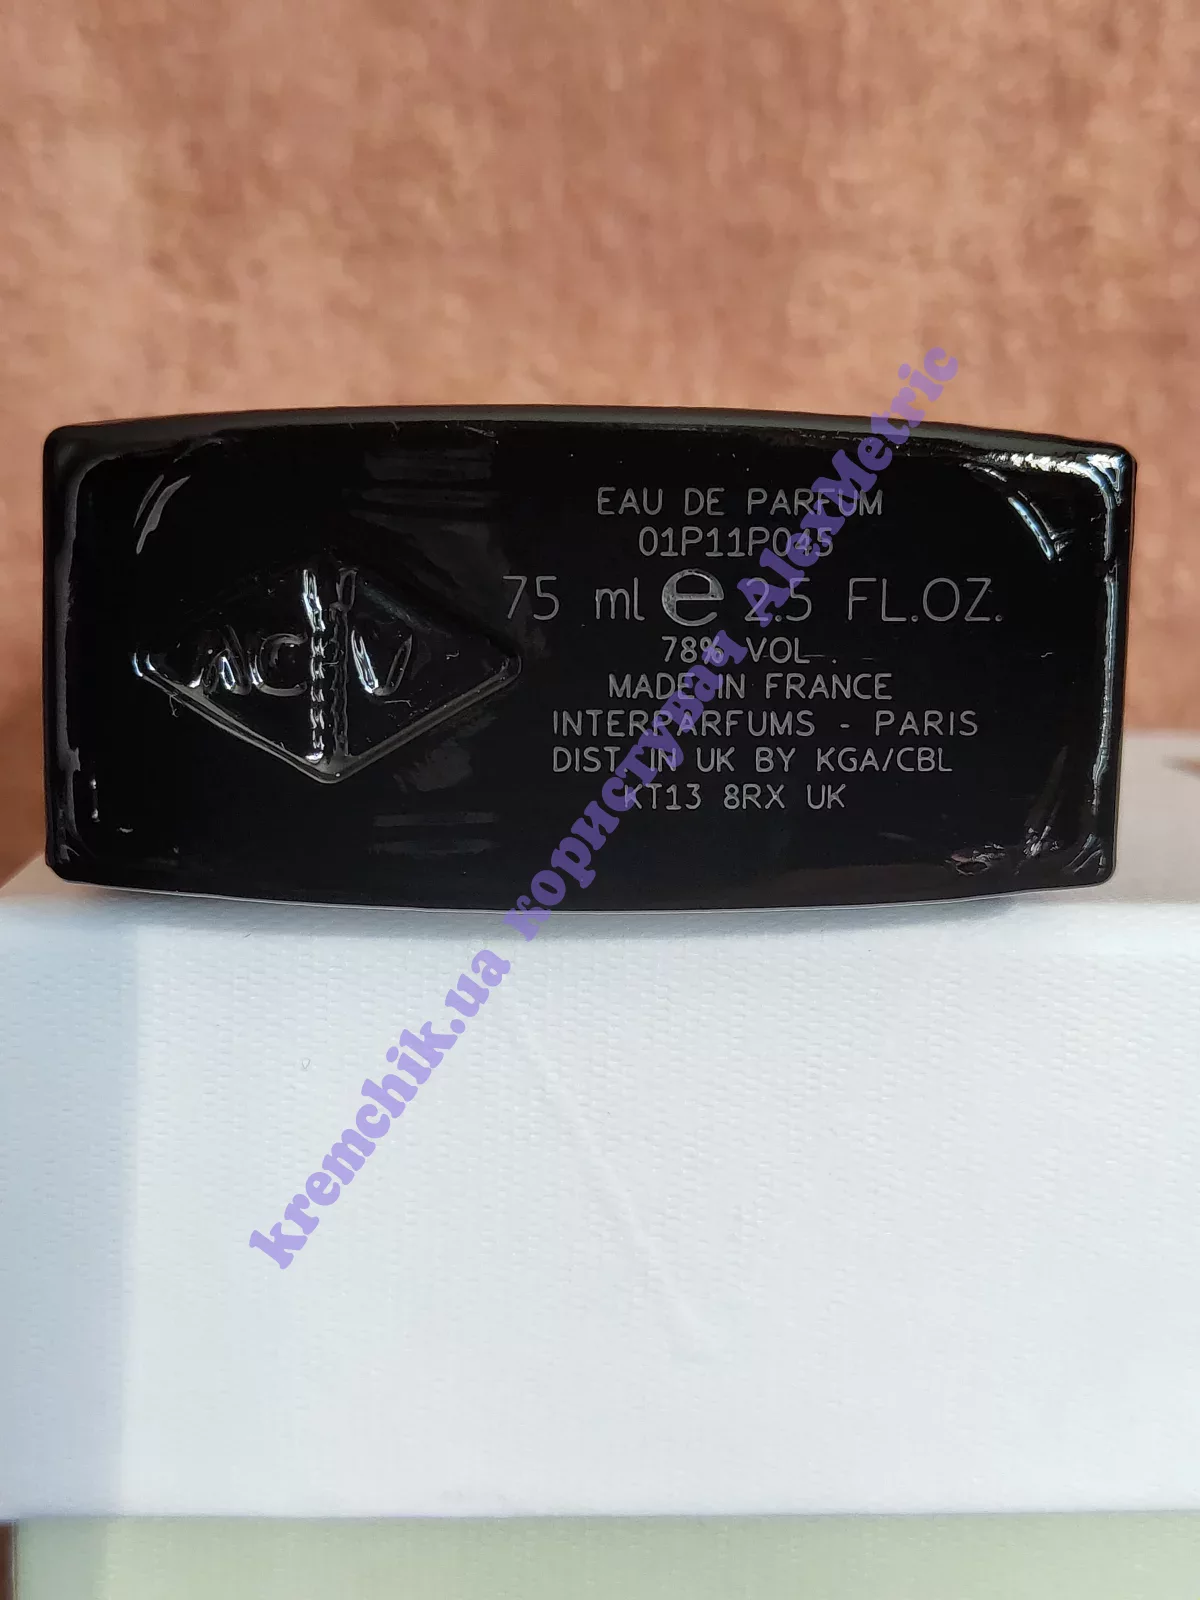 EAU DE PARFUM
01P11P045
75 ml e 2.5 FL.OZ.
78% VOL.
MADE IN FRANCE
INTERPARFUMS - PARIS
DIST. IN UK BY KGA/CBL
KT13 8RX UK
kremchik.ua користувач AlexMetric